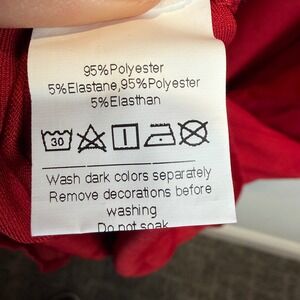 95%Polyester
5%Elastane,95%Polyester
5%Elasthan
30
Wash dark colors separately
Remove decorations before
washing
Do not soak